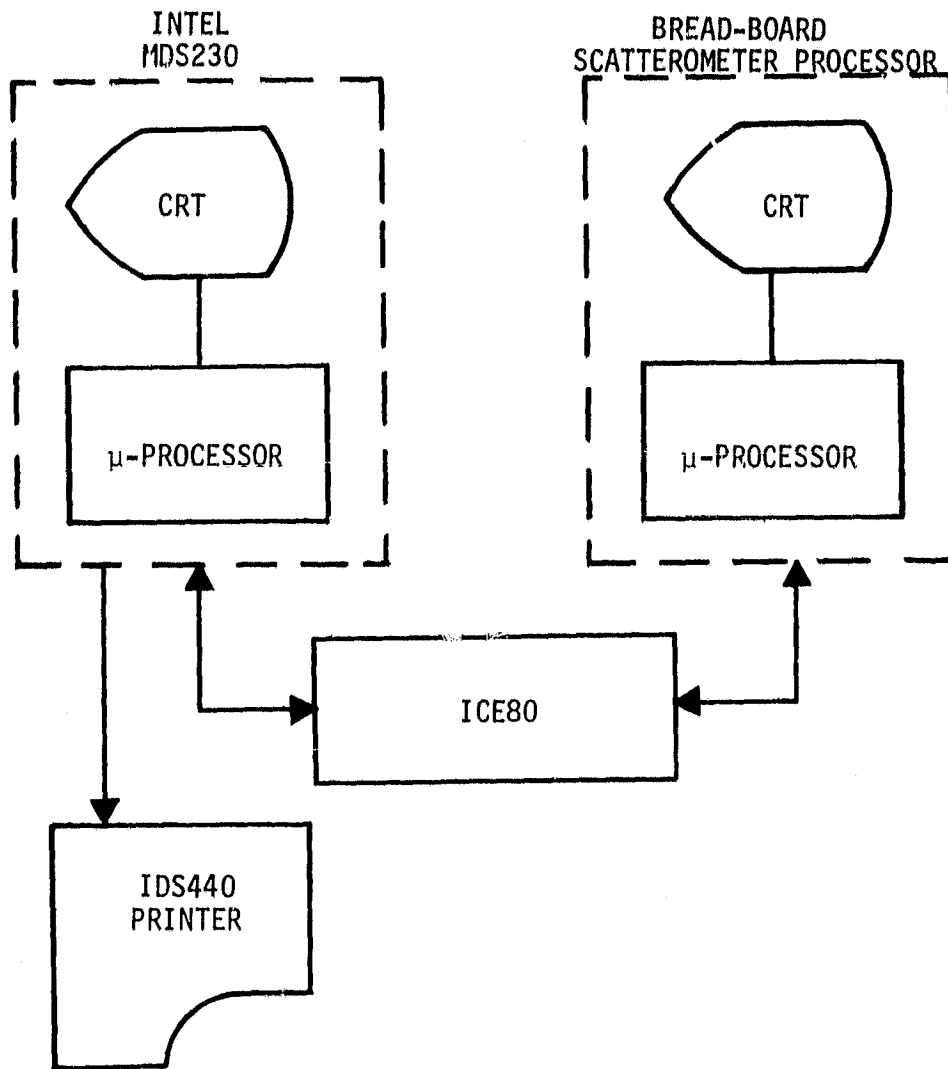 INTEL
MDS230
BREAD-BOARD
SCATTEROMETER PROCESSOR
CRT
CRT
μ-PROCESSOR
μ-PROCESSOR
ICE80
IDS440
PRINTER